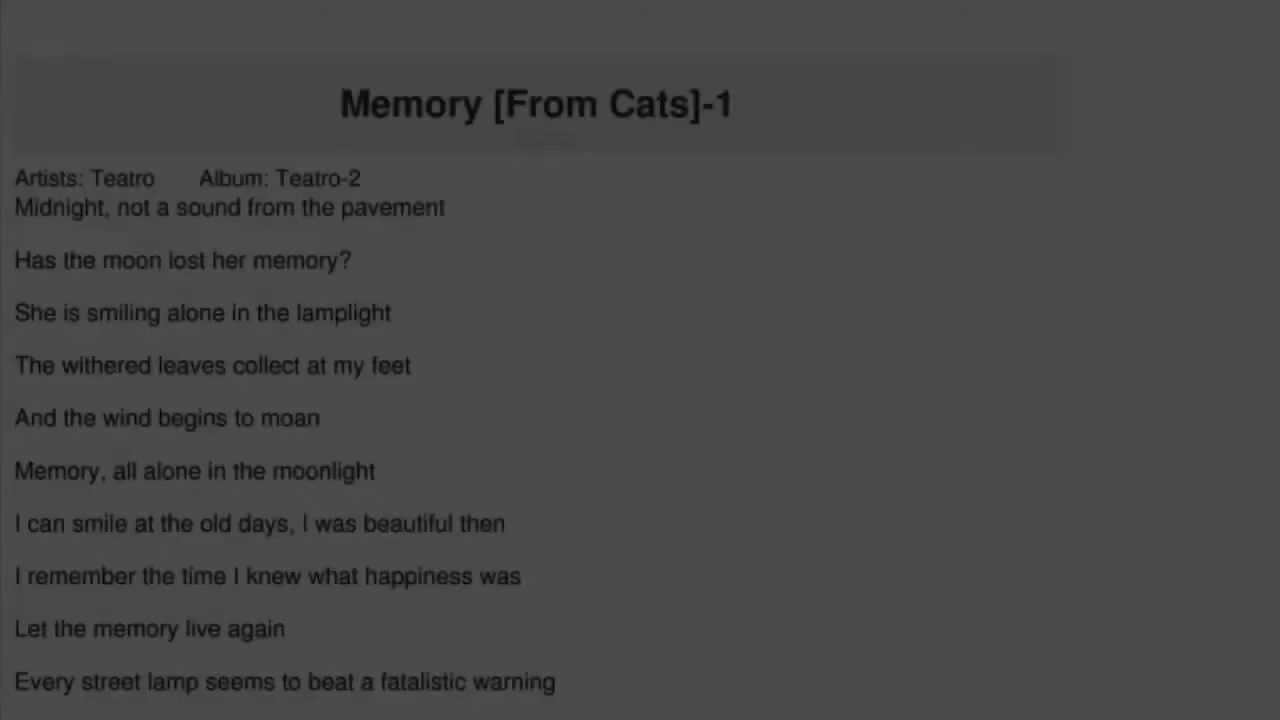 Memory [From Cats]-1
Artists: Teatro Album: Teatro-2
Midnight, not a sound from the pavement
Has the moon lost her memory?
She is smiling alone in the lamplight
The withered leaves collect at my feet
And the wind begins to moan
Memory, all alone in the moonlight
I can smile at the old days, I was beautiful then
I remember the time I knew what happiness was
Let the memory live again
Every street lamp seems to beat a fatalistic warning